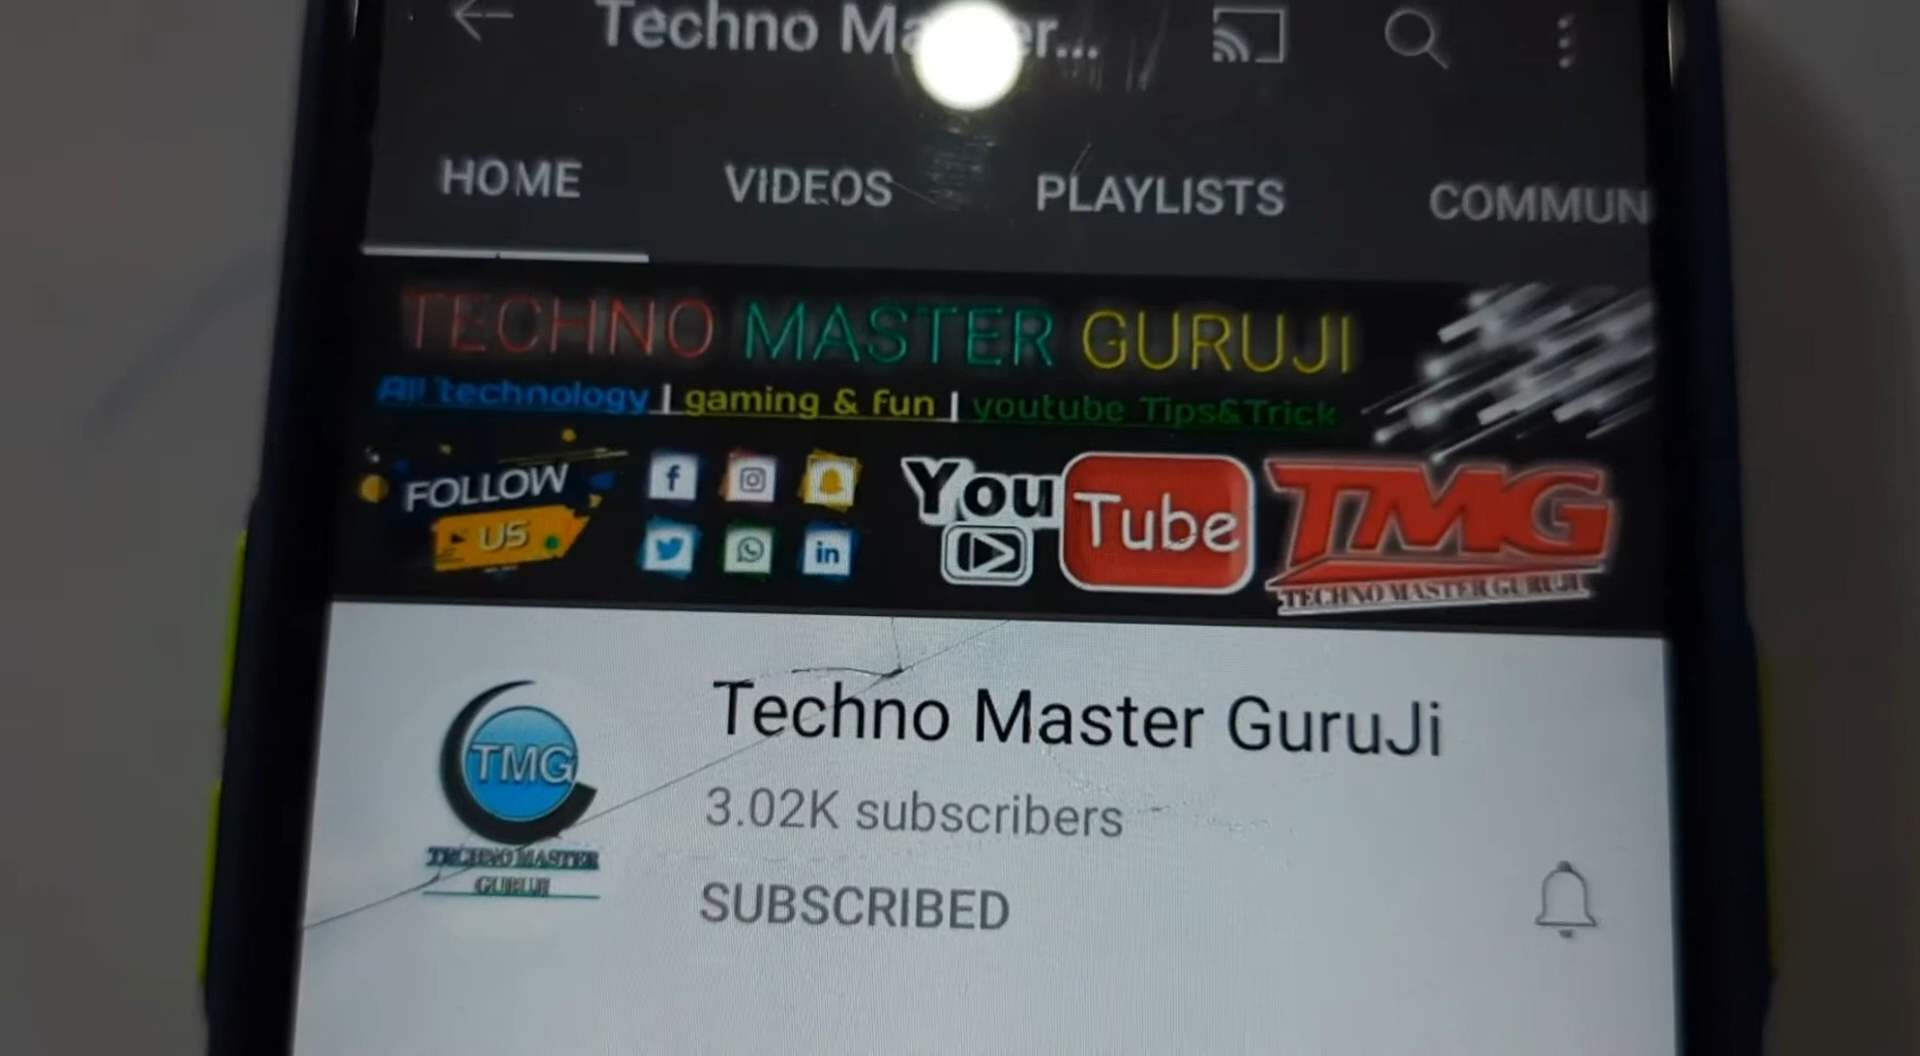 Techno Ma er...
HOME VIDEOS PLAYLISTS COMMUN
TECHNO MASTER GURUJI
All technology | gaming & fun | youtube Tips&Trick
FOLLOW
US
f
in
You
Tube
TMG
TECHNO MASTER GURUJI
TMG
TECHNO MASTER
GURUJI
Techno Master GuruJi
3.02K subscribers
SUBSCRIBED